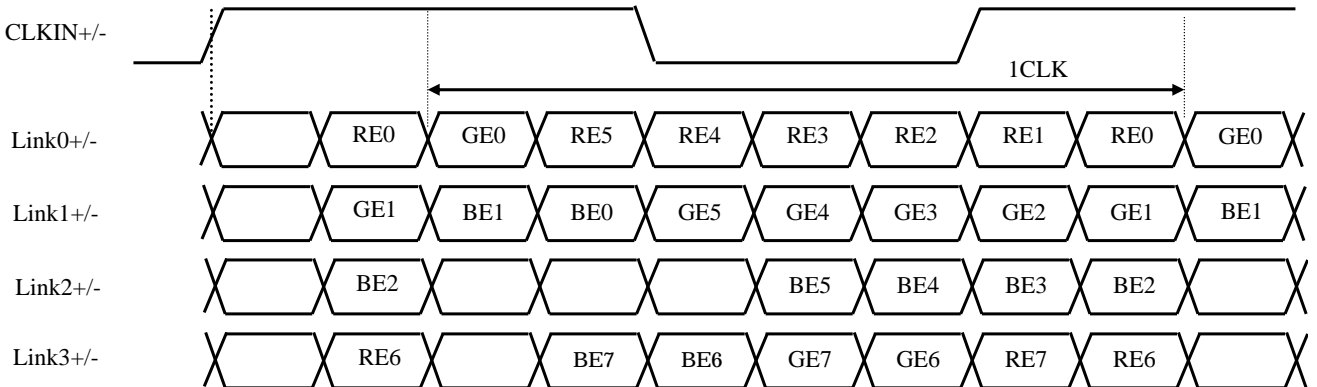 CLKIN+/-
1CLK
Link0+/- RE0 GE0 RE5 RE4 RE3 RE2 RE1 RE0 GE0
Link1+/- GE1 BE1 BE0 GE5 GE4 GE3 GE2 GE1 BE1
Link2+/- BE2 BE5 BE4 BE3 BE2
Link3+/- RE6 BE7 BE6 GE7 GE6 RE7 RE6